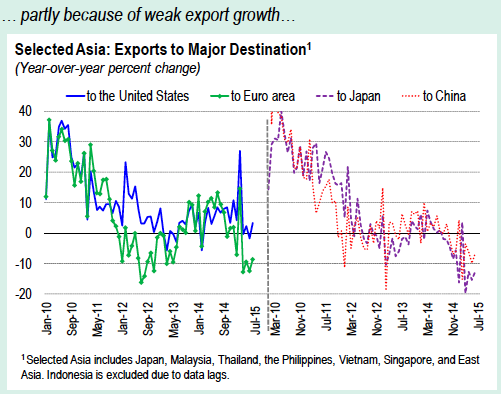 … partly because of weak export growth…
Selected Asia: Exports to Major Destination¹
(Year-over-year percent change)
to the United States to Euro area to Japan to China
40
30
20
10
0
-10
-20
Jan-10 Sep-10 May-11 Jan-12 Sep-12 May-13 Jan-14 Sep-14 Jul-15 Mar-10 Nov-10 Jul-11 Mar-12 Nov-12 Jul-13 Mar-14 Nov-14 Jul-15
¹Selected Asia includes Japan, Malaysia, Thailand, the Philippines, Vietnam, Singapore, and East
Asia. Indonesia is excluded due to data lags.